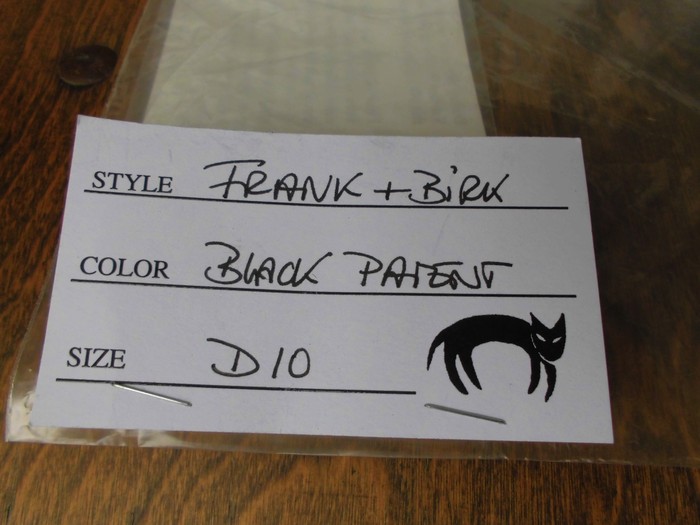 STYLE FRANK + BIRK
COLOR BLACK PATENT
SIZE D10